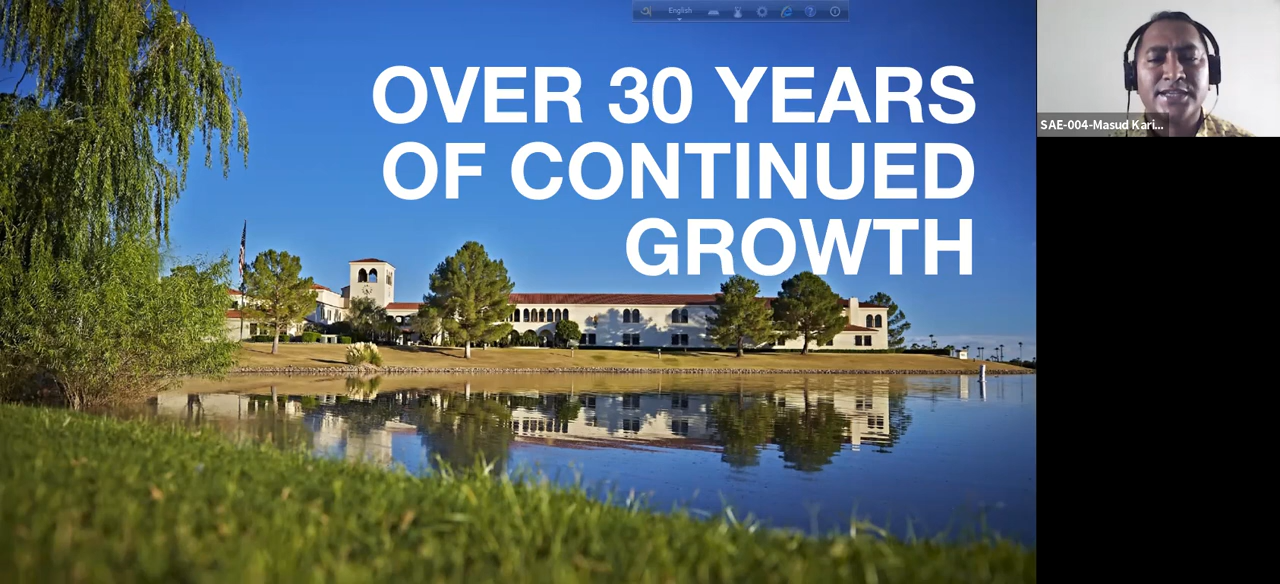 English
OVER 30 YEARS
OF CONTINUED
GROWTH
SAE-004-Masud Kari...